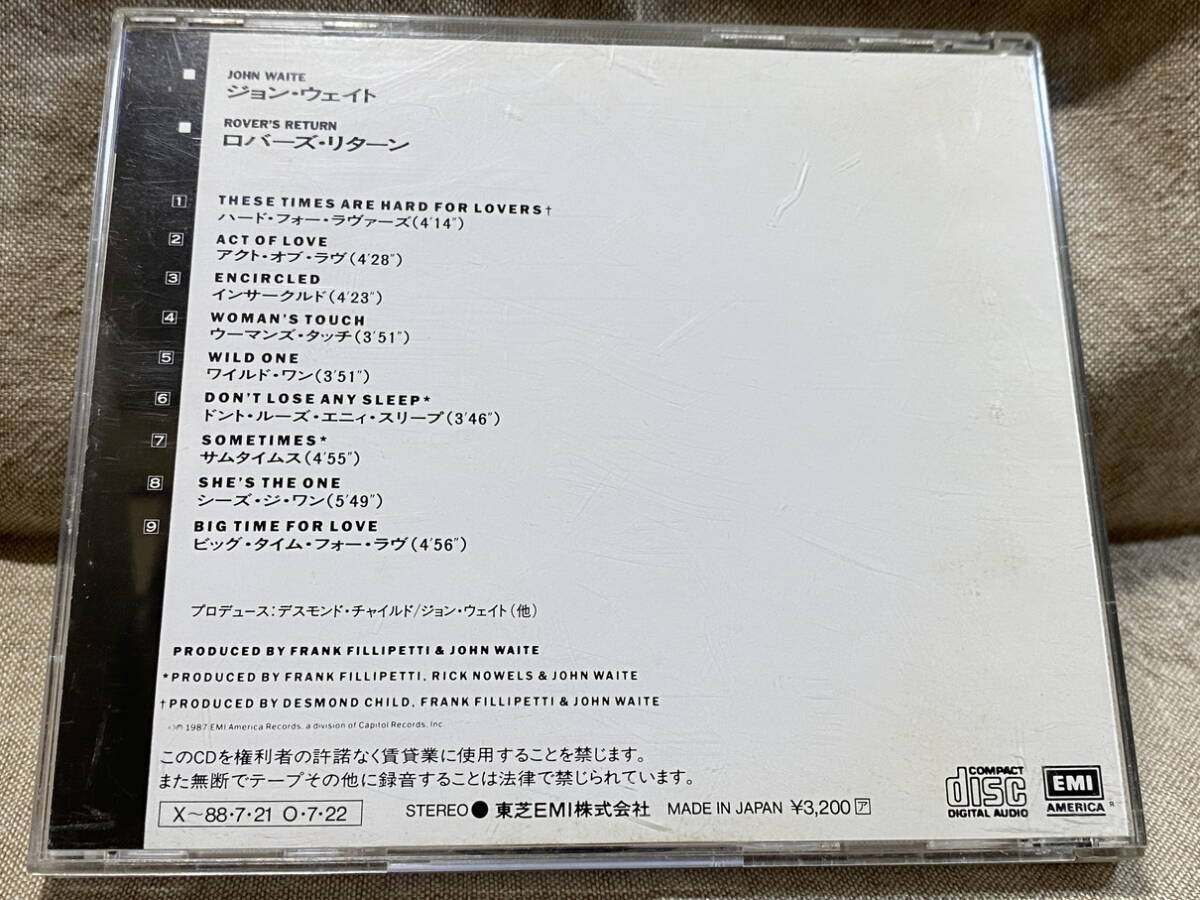 JOHN WAITE
ジョン・ウェイト
ROVER'S RETURN
ロバーズ・リターン
1 THESE TIMES ARE HARD FOR LOVERS†
ハード・フォー・ラヴァーズ(4'14")
2 ACT OF LOVE
アクト・オブ・ラヴ(4'28")
3 ENCIRCLED
インサークルド(4'23")
4 WOMAN'S TOUCH
ウーマンズ・タッチ(3'51")
5 WILD ONE
ワイルド・ワン(3'51")
6 DON'T LOSE ANY SLEEP*
ドント・ルーズ・エニィ・スリープ(3'46")
7 SOMETIMES*
サムタイムス(4'55")
8 SHE'S THE ONE
シーズ・ジ・ワン(5'49")
9 BIG TIME FOR LOVE
ビッグ・タイム・フォー・ラヴ(4'56")
プロデュース:デスモンド・チャイルド/ジョン・ウェイト(他)
PRODUCED BY FRANK FILLIPETTI & JOHN WAITE
*PRODUCED BY FRANK FILLIPETTI, RICK NOWELS & JOHN WAITE
†PRODUCED BY DESMOND CHILD, FRANK FILLIPETTI & JOHN WAITE
©℗ 1987 EMI America Records, a division of Capitol Records, Inc.
このCDを権利者の許諾なく賃貸業に使用することを禁じます。
また無断でテープその他に録音することは法律で禁じられています。
X〜88・7・21 O・7・22
STEREO ● 東芝EMI株式会社 MADE IN JAPAN ¥3,200 ア
COMPACT
disc
DIGITAL AUDIO
EMI
AMERICA ®